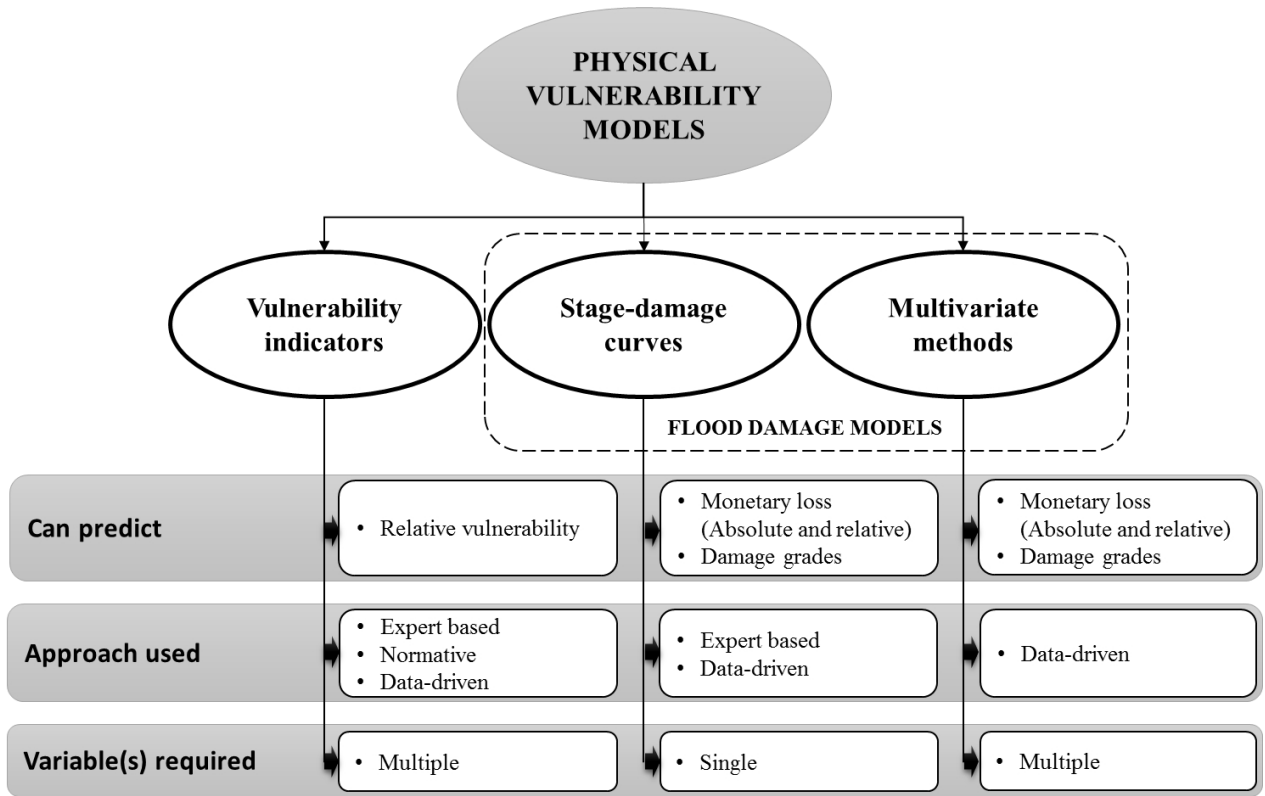 PHYSICAL
VULNERABILITY
MODELS
Vulnerability
indicators
Stage-damage
curves
Multivariate
methods
FLOOD DAMAGE MODELS
Can predict
• Relative vulnerability
• Monetary loss
(Absolute and relative)
• Damage grades
• Monetary loss
(Absolute and relative)
• Damage grades
Approach used
• Expert based
• Normative
• Data-driven
• Expert based
• Data-driven
• Data-driven
Variable(s) required
• Multiple
• Single
• Multiple